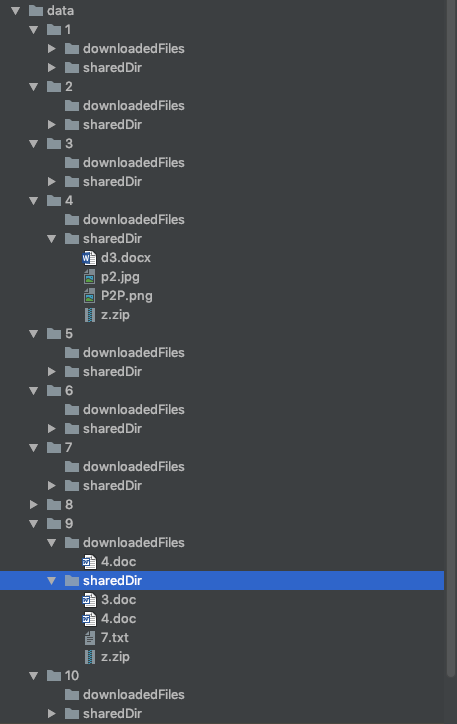 data
1
downloadedFiles
sharedDir
2
downloadedFiles
sharedDir
3
downloadedFiles
sharedDir
4
downloadedFiles
sharedDir
d3.docx
p2.jpg
P2P.png
z.zip
5
downloadedFiles
sharedDir
6
downloadedFiles
sharedDir
7
downloadedFiles
sharedDir
8
9
downloadedFiles
4.doc
sharedDir
3.doc
4.doc
7.txt
z.zip
10
downloadedFiles
sharedDir